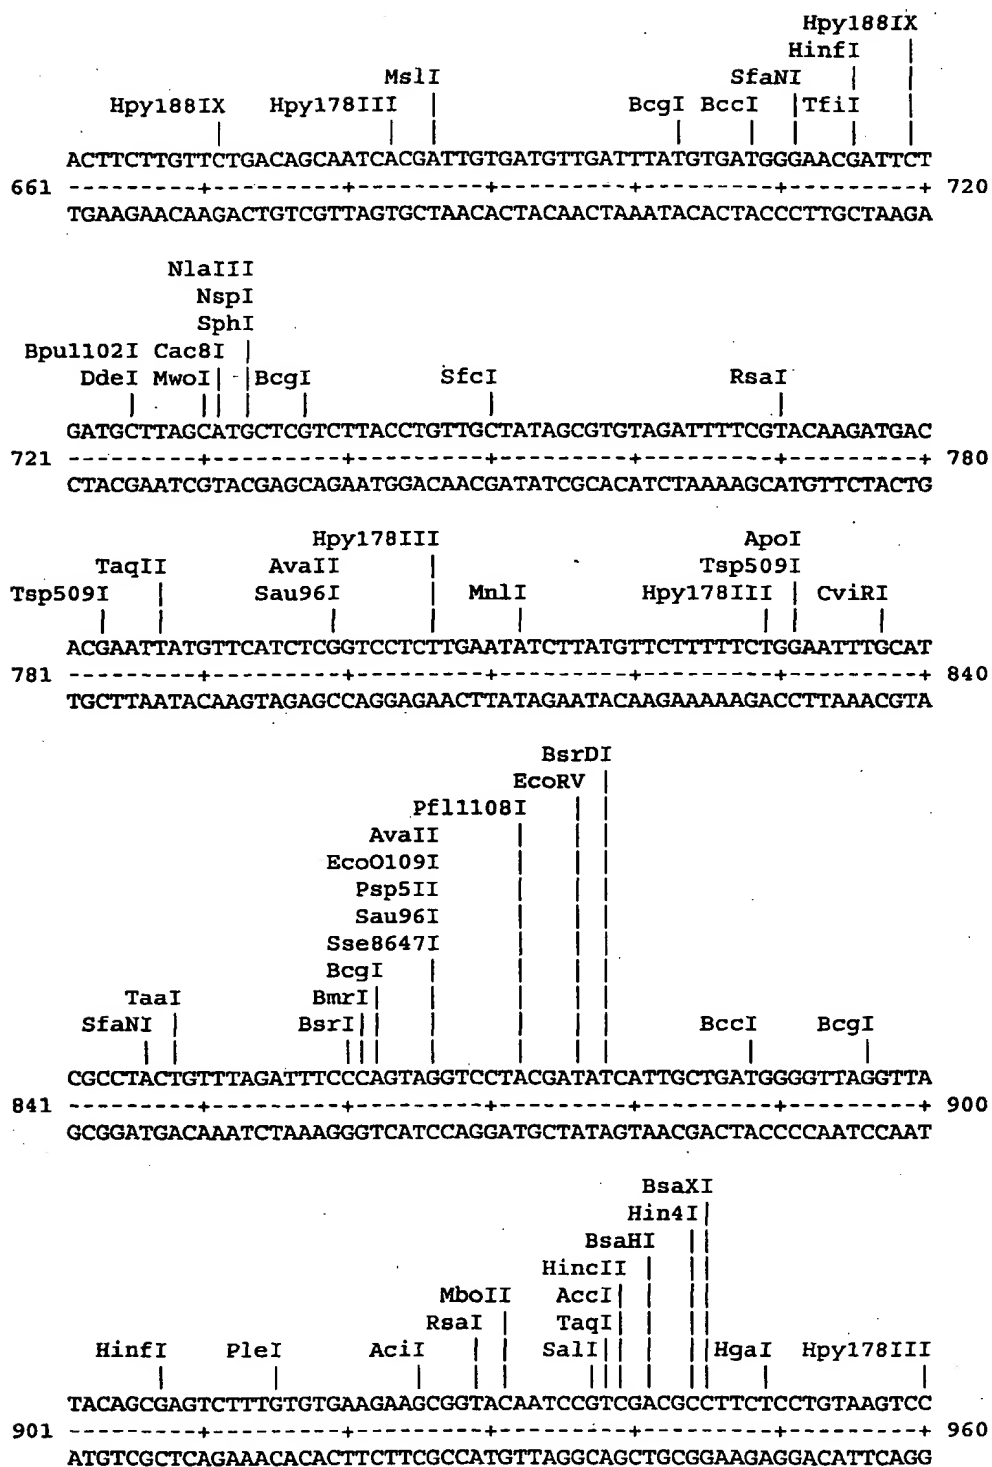 Hpy188IX
HinfI
MslI SfaNI
Hpy188IX Hpy178III BcgI BccI TfiI
ACTTCTTGTTCTGACAGCAATCACGATTGTGATGTTGATTTATGTGATGGGAACGATTCT
661 ---------+---------+---------+---------+---------+---------+ 720
TGAAGAACAAGACTGTCGTTAGTGCTAACACTACAACTAAATACACTACCCTTGCTAAGA
NlaIII
NspI
SphI
Bpu1102I Cac8I
DdeI MwoI BcgI SfcI RsaI
GATGCTTAGCATGCTCGTCTTACCTGTTGCTATAGCGTGTAGATTTTCGTACAAGATGAC
721 ---------+---------+---------+---------+---------+---------+ 780
CTACGAATCGTACGAGCAGAATGGACAACGATATCGCACATCTAAAAGCATGTTCTACTG
Hpy178III ApoI
TaqII AvaII Tsp509I
Tsp509I Sau96I MnlI Hpy178III CviRI
ACGAATTATGTTCATCTCGGTCCTCTTGAATATCTTATGTTCTTTTTCTGGAATTTGCAT
781 ---------+---------+---------+---------+---------+---------+ 840
TGCTTAATACAAGTAGAGCCAGGAGAACTTATAGAATACAAGAAAAAGACCTTAAACGTA
BsrDI
EcoRV
Pfl1108I
AvaII
EcoO109I
Psp5II
Sau96I
Sse8647I
BcgI
TaaI BmrI
SfaNI BsrI BccI BcgI
CGCCTACTGTTTAGATTTCCCAGTAGGTCCTACGATATCATTGCTGATGGGGTTAGGTTA
841 ---------+---------+---------+---------+---------+---------+ 900
GCGGATGACAAATCTAAAGGGTCATCCAGGATGCTATAGTAACGACTACCCCAATCCAAT
BsaXI
Hin4I
BsaHI
HincII
MboII AccI
RsaI TaqI
HinfI PleI AciI SalI HgaI Hpy178III
TACAGCGAGTCTTTGTGTGAAGAAGCGGTACAATCCGTCGACGCCTTCTCCTGTAAGTCC
901 ---------+---------+---------+---------+---------+---------+ 960
ATGTCGCTCAGAAACACACTTCTTCGCCATGTTAGGCAGCTGCGGAAGAGGACATTCAGG